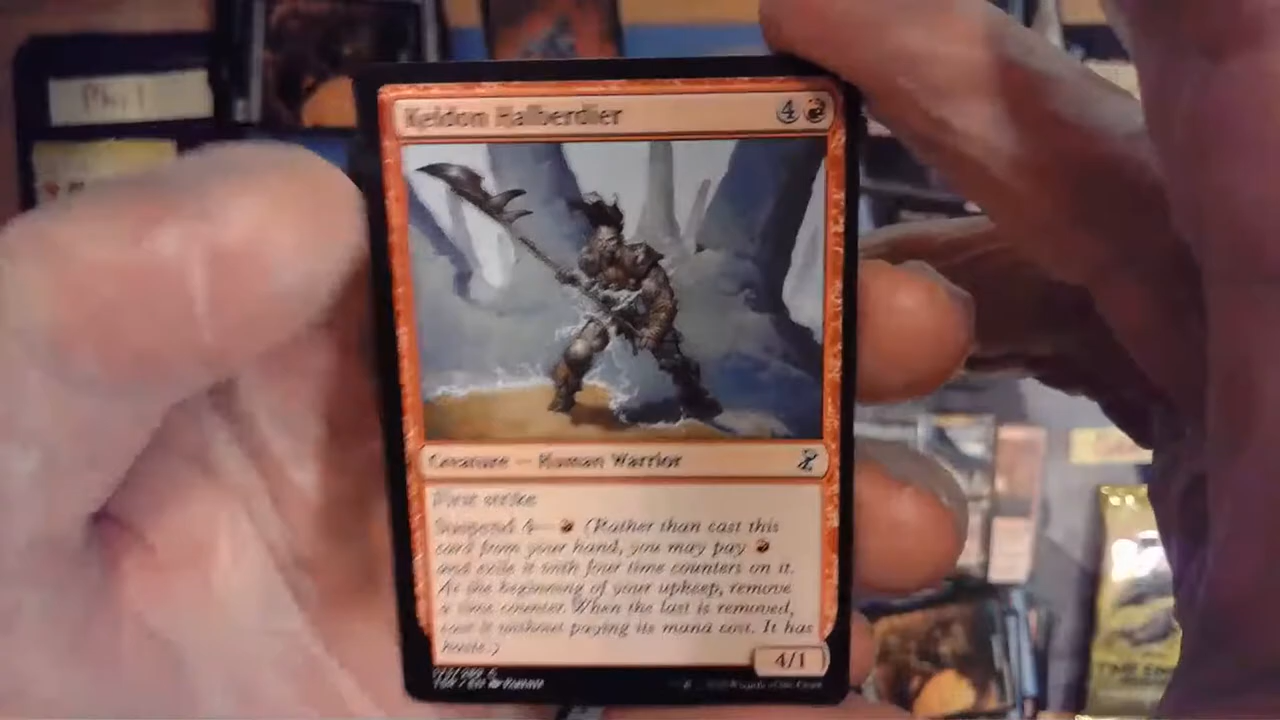 Phil
Keldon Halberdier 4
Creature — Human Warrior
First strike
Suspend 4— (Rather than cast this
card from your hand, you may pay
and exile it with four time counters on it.
At the beginning of your upkeep, remove
a time counter. When the last is removed,
cast it without paying its mana cost. It has
haste.)
4/1